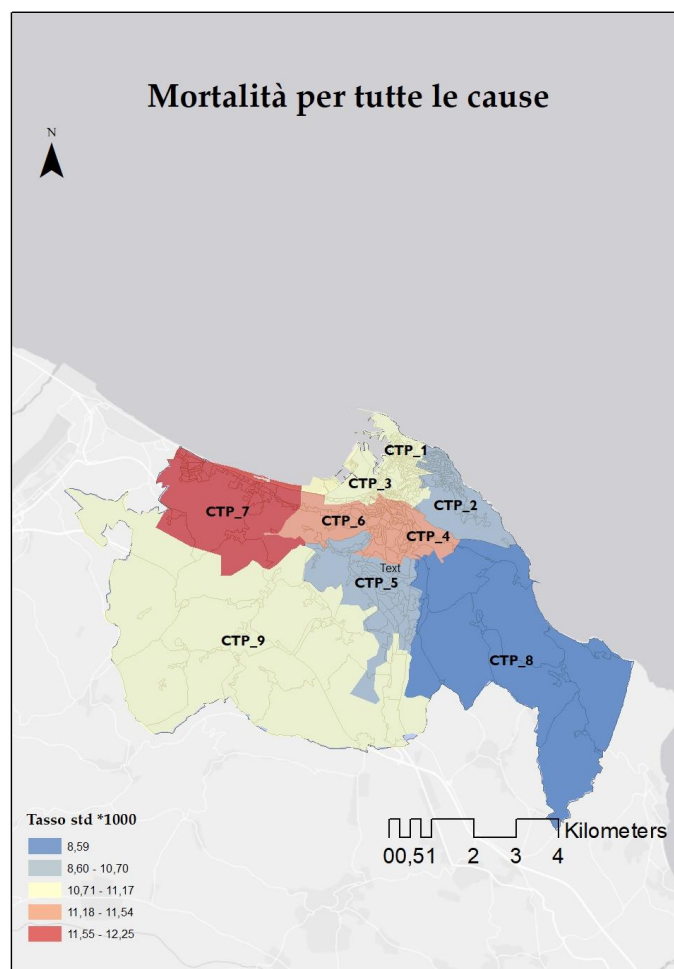 Mortalità per tutte le cause
N
CTP_1
CTP_3
CTP_2
CTP_7
CTP_6
CTP_4
Text
CTP_5
CTP_9
CTP_8
Tasso std *1000
8,59
8,60 - 10,70
10,71 - 11,17
11,18 - 11,54
11,55 - 12,25
Kilometers
00,51 2 3 4